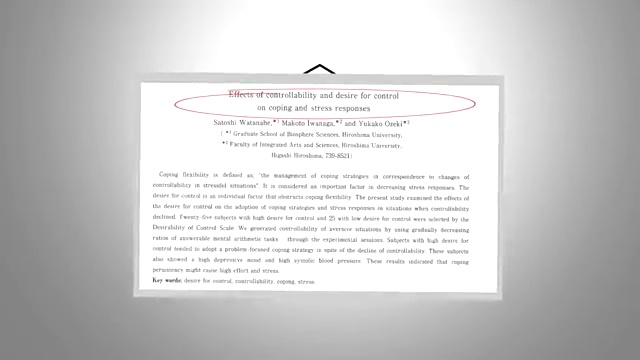 Effects of controllability and desire for control
on coping and stress responses
Satoshi Watanabe,*1 Makoto Iwanaga,*2 and Yukako Ozeki*1
( *1 Graduate School of Biosphere Sciences, Hiroshima University,
*2 Faculty of Integrated Arts and Sciences, Hiroshima University,
Higashi Hiroshima, 739-8521)
Coping flexibility is defined as, "the management of coping strategies in correspondence to changes of
controllability in stressful situations". It is considered an important factor in decreasing stress responses. The
desire for control is an individual factor that obstructs coping flexibility. The present study examined the effects of
the desire for control on the adoption of coping strategies and stress responses in situations when controllability
declined. Twenty-five subjects with high desire for control and 25 with low desire for control were selected by the
Desirability of Control Scale. We generated controllability of aversive situations by using gradually decreasing
ratios of answerable mental arithmetic tasks through the experimental sessions. Subjects with high desire for
control tended to adopt a problem-focused coping strategy in spite of the decline of controllability. These subjects
also showed a high depressive mood and high systolic blood pressure. These results indicated that coping
persistency might cause high effort and stress.
Key words: desire for control, controllability, coping, stress.